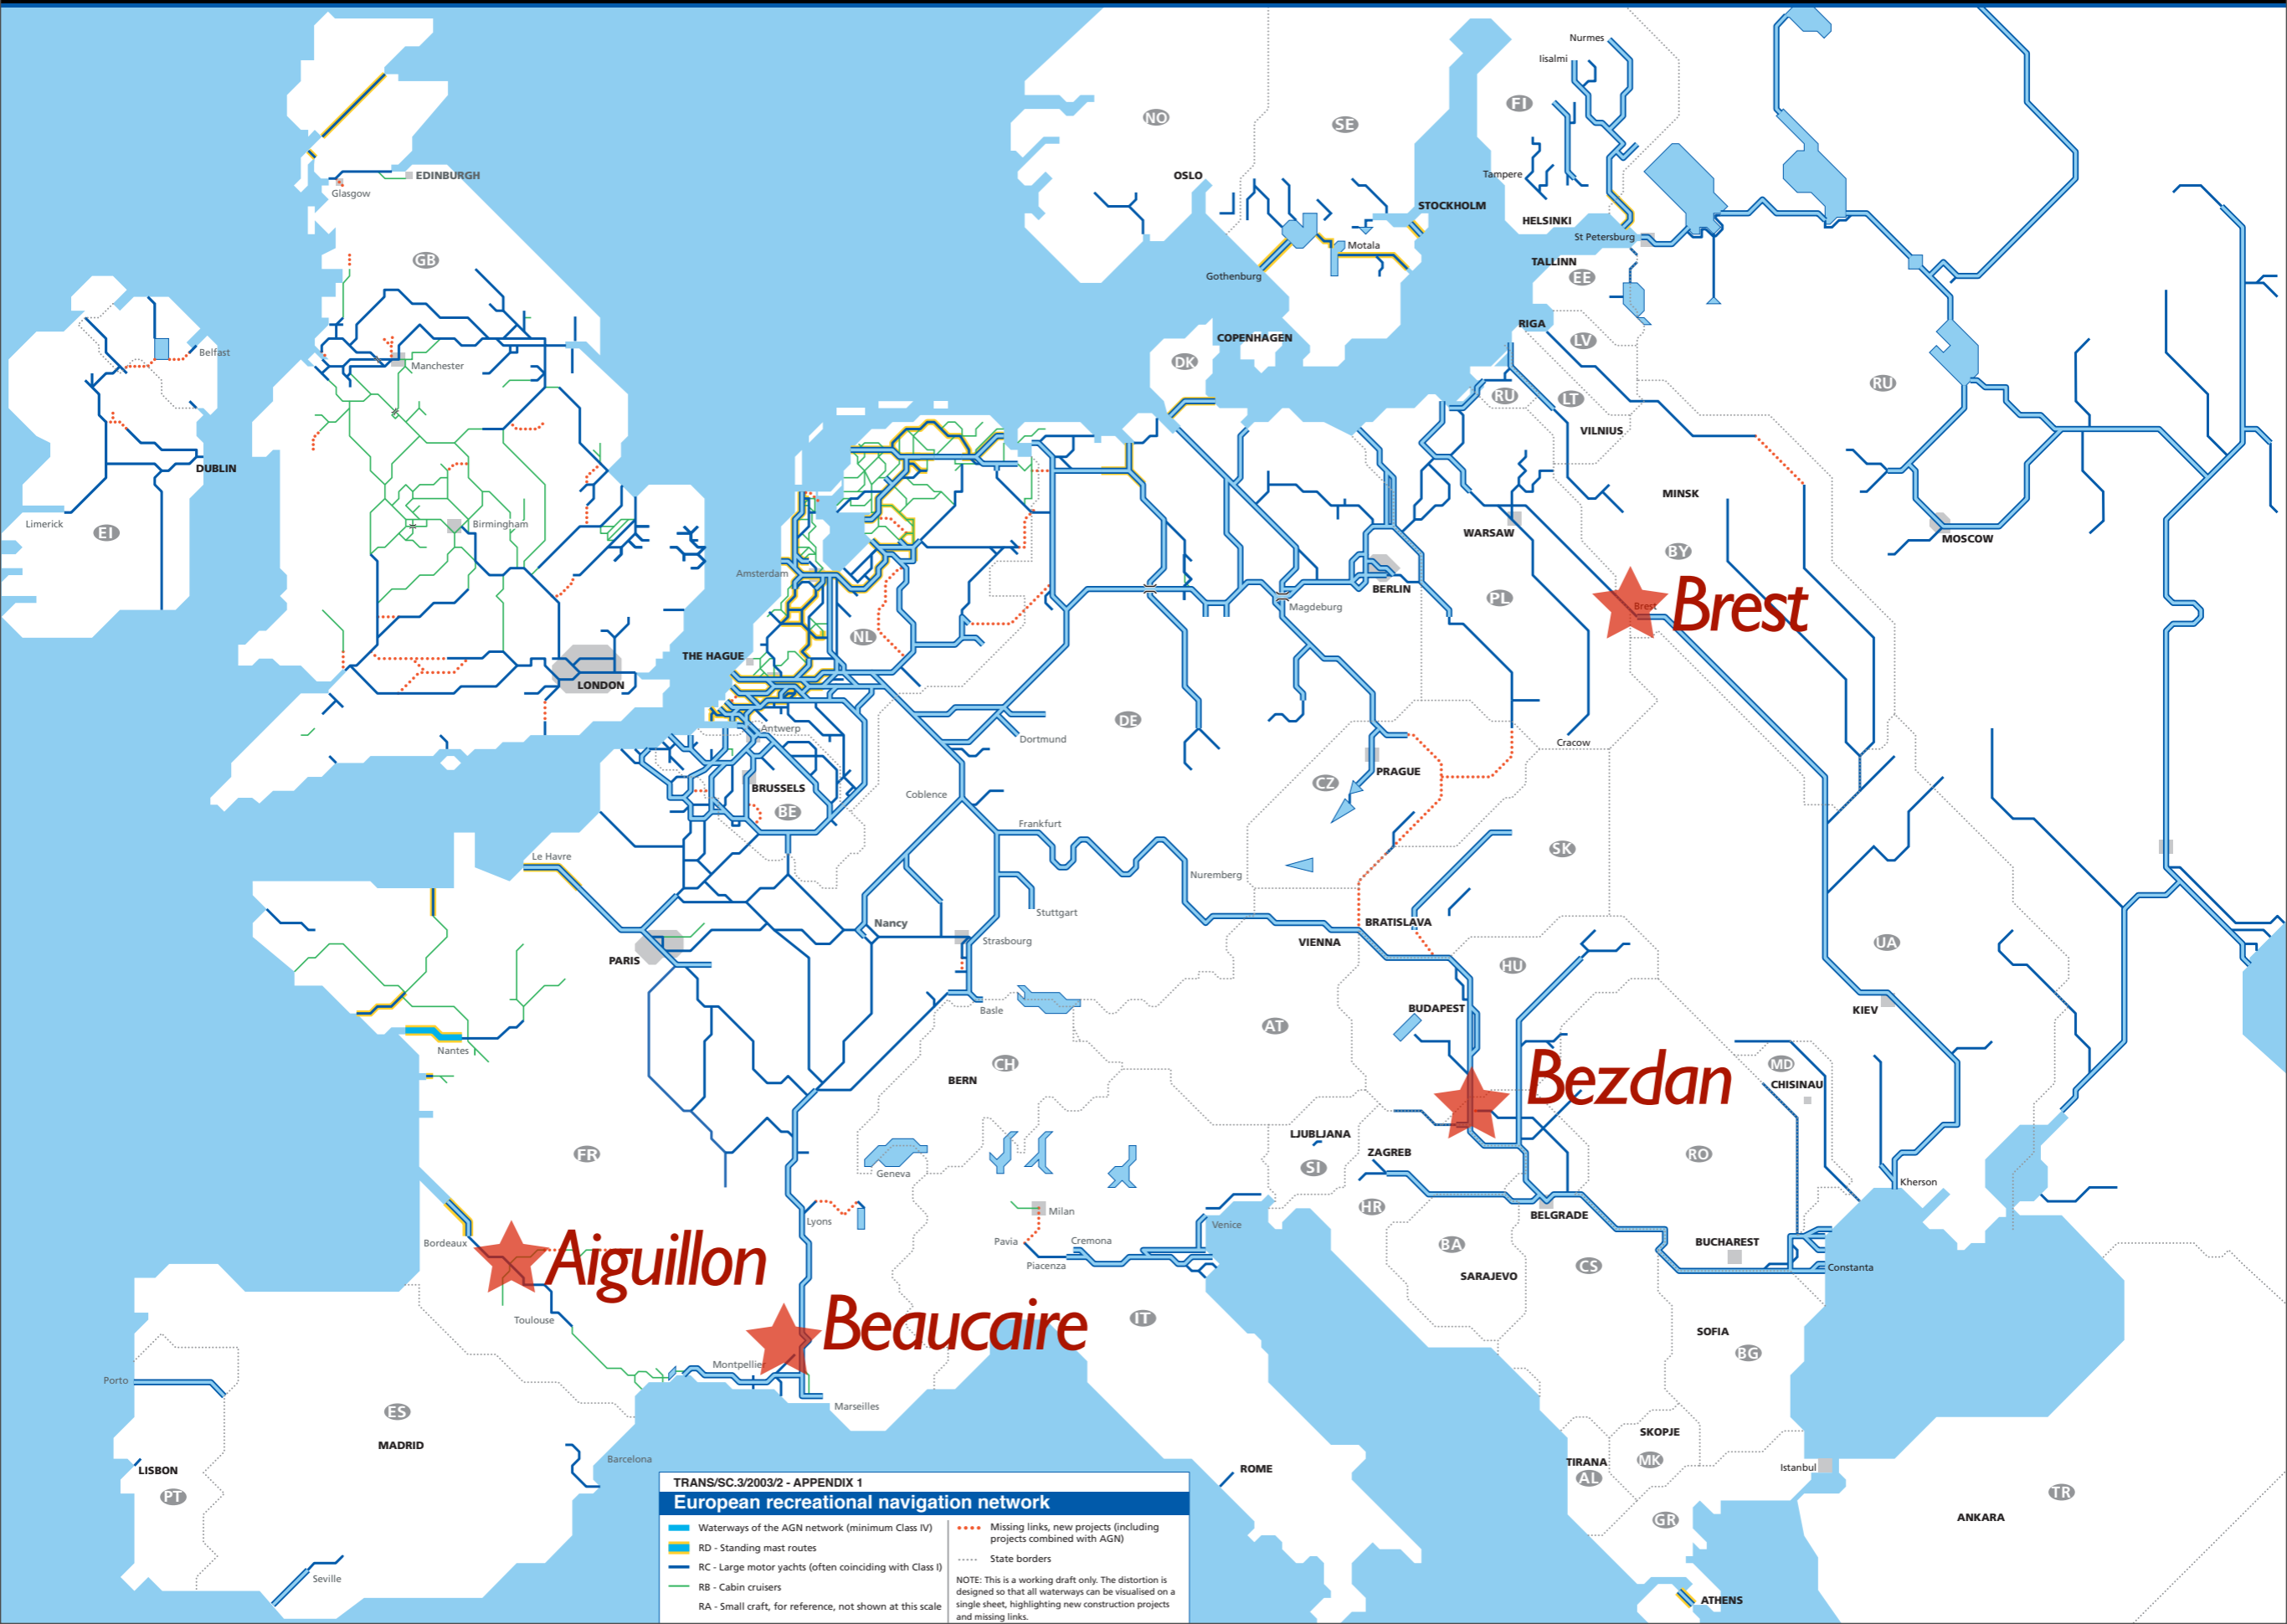 Nurmes
Iisalmi
FI
NO
SE
EDINBURGH
Glasgow
OSLO
Tampere
STOCKHOLM
HELSINKI
St Petersburg
Motala
GB
TALLINN
EE
Gothenburg
RIGA
COPENHAGEN
LV
Belfast
Manchester
DK
RU
LT
RU
VILNIUS
DUBLIN
MINSK
Limerick
EI
Birmingham
WARSAW
MOSCOW
BY
Amsterdam
BERLIN
PL
Magdeburg
Brest
Brest
NL
THE HAGUE
LONDON
DE
Antwerp
Dortmund
Cracow
PRAGUE
CZ
BRUSSELS
BE
Coblence
Frankfurt
SK
Le Havre
Nuremberg
Stuttgart
Nancy
BRATISLAVA
VIENNA
Strasbourg
UA
PARIS
HU
BUDAPEST
Basle
KIEV
AT
Nantes
CH
BERN
MD
CHISINAU
Bezdan
LJUBLJANA
FR
ZAGREB
RO
SI
Geneva
Kherson
HR
Milan
BELGRADE
Lyons
Venice
Bordeaux
Aiguillon
Pavia
Cremona
BA
BUCHAREST
Piacenza
CS
Constanta
SARAJEVO
Toulouse
Beaucaire
IT
SOFIA
BG
Montpellier
Porto
Marseilles
ES
MADRID
SKOPJE
Barcelona
TIRANA
MK
LISBON
ROME
Istanbul
AL
PT
TR
GR
ANKARA
Seville
ATHENS
TRANS/SC.3/2003/2 - APPENDIX 1
European recreational navigation network
Waterways of the AGN network (minimum Class IV)
RD - Standing mast routes
RC - Large motor yachts (often coinciding with Class I)
RB - Cabin cruisers
RA - Small craft, for reference, not shown at this scale
Missing links, new projects (including
projects combined with AGN)
State borders
NOTE: This is a working draft only. The distortion is
designed so that all waterways can be visualised on a
single sheet, highlighting new construction projects
and missing links.